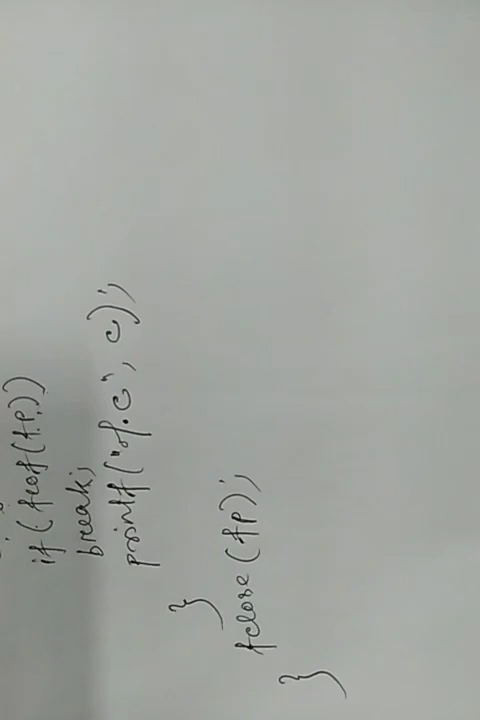 if (feof(fp))
break;
printf("%c", c);
}
fclose(fp);
}